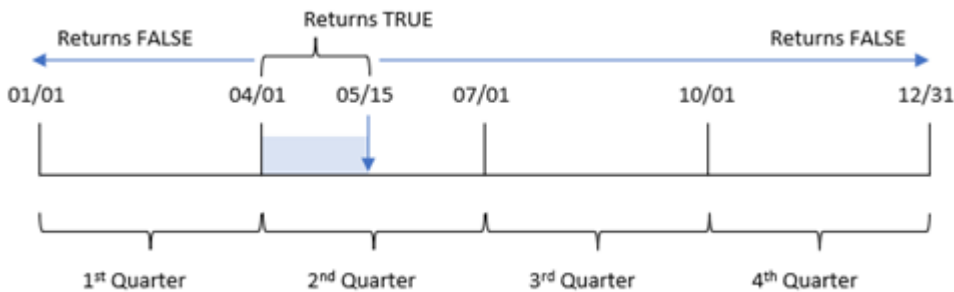 Returns TRUE
Returns FALSE Returns FALSE
01/01 04/01 05/15 07/01 10/01 12/31
1st Quarter 2nd Quarter 3rd Quarter 4th Quarter